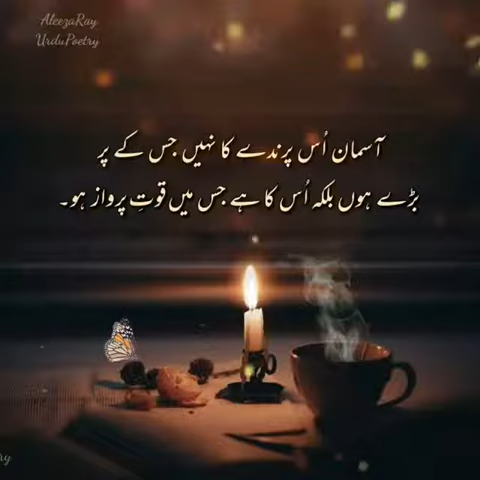 AleezaRay
UrduPoetry
آسمان اُس پرندے کا نہیں جس کے پر
بڑے ہوں بلکہ اُس کا ہے جس میں قوتِ پرواز ہو۔
ry